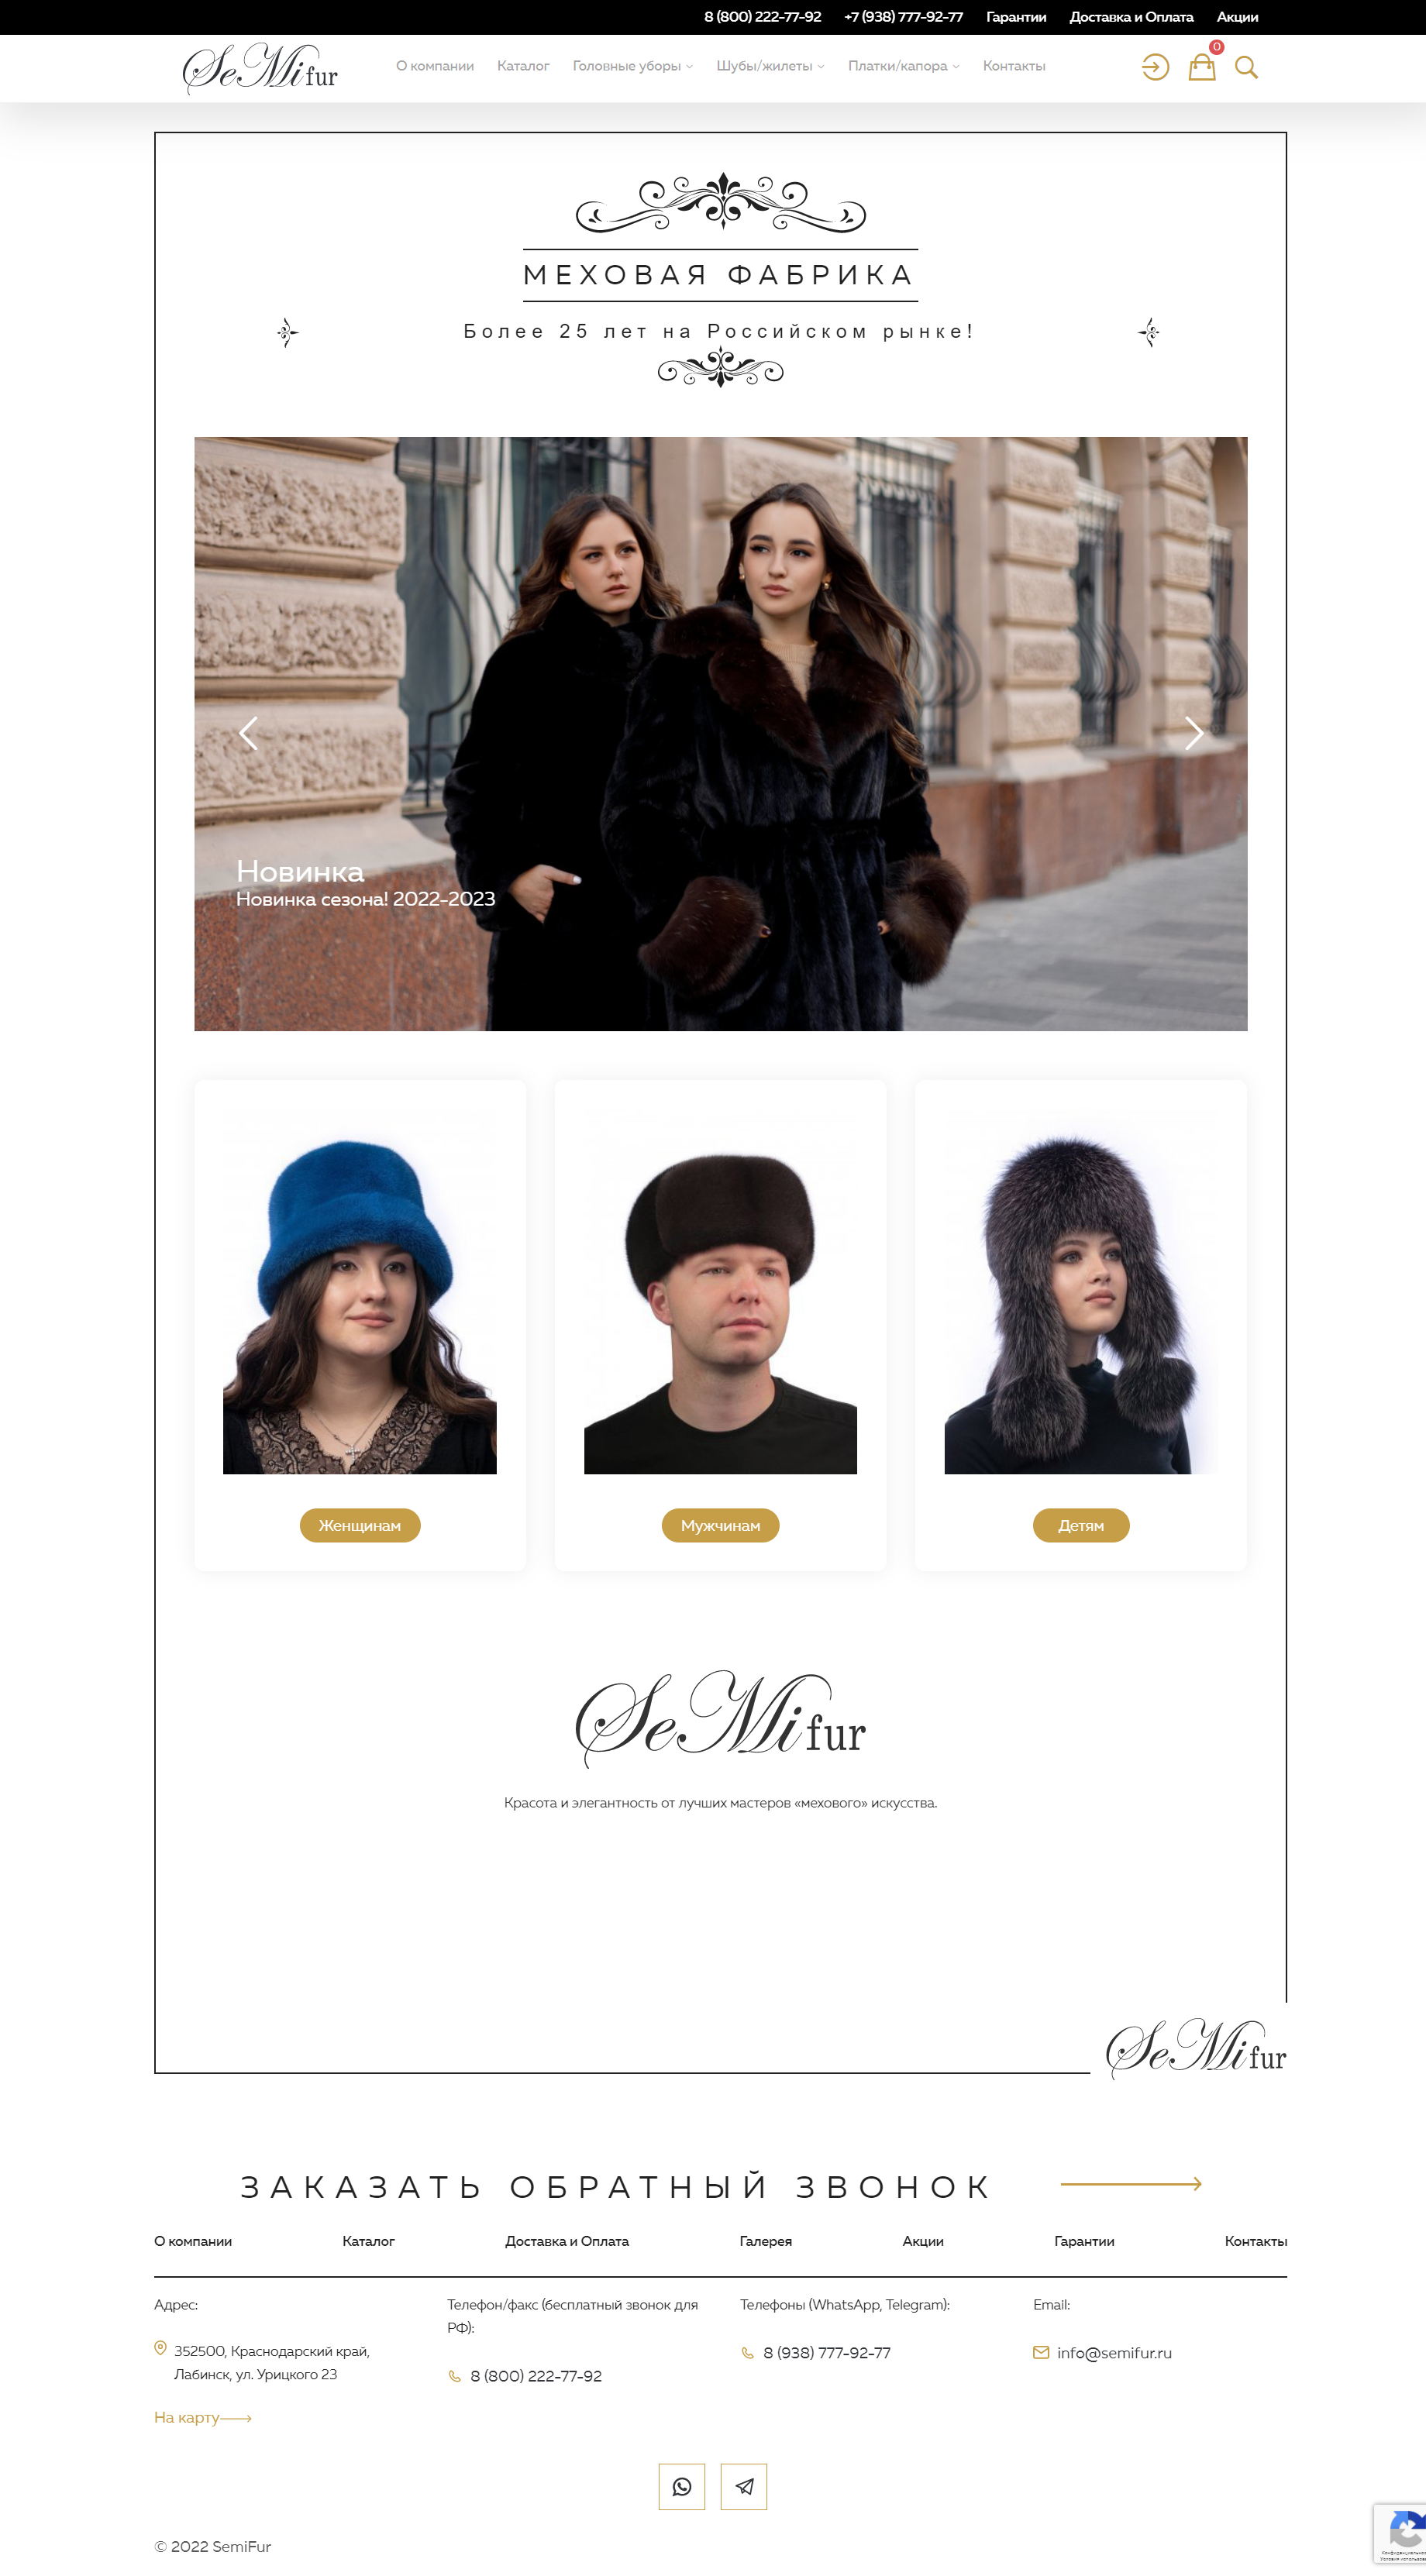 8 (800) 222-77-92 +7 (938) 777-92-77 Гарантии Доставка и Оплата Акции
SeMi fur О компании Каталог Головные уборы Шубы/жилеты Платки/капора Контакты 0
МЕХОВАЯ ФАБРИКА
Более 25 лет на Российском рынке!
Новинка
Новинка сезона! 2022-2023
Женщинам Мужчинам Детям
SeMi fur
Красота и элегантность от лучших мастеров «мехового» искусства.
SeMi fur
ЗАКАЗАТЬ ОБРАТНЫЙ ЗВОНОК
О компании Каталог Доставка и Оплата Галерея Акции Гарантии Контакты
Адрес:
352500, Краснодарский край,
Лабинск, ул. Урицкого 23
На карту
Телефон/факс (бесплатный звонок для
РФ):
8 (800) 222-77-92
Телефоны (WhatsApp, Telegram):
8 (938) 777-92-77
Email:
info@semifur.ru
© 2022 SemiFur